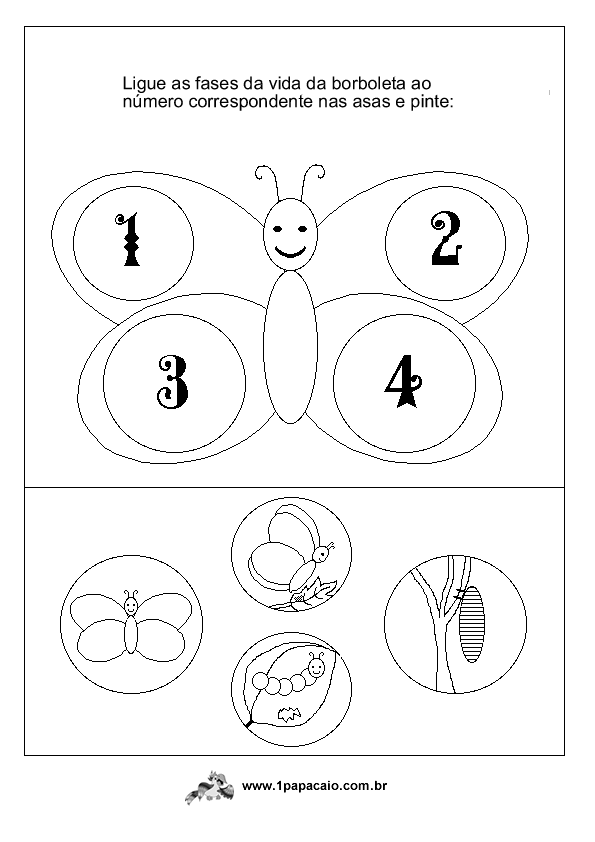 Ligue as fases da vida da borboleta ao
número correspondente nas asas e pinte:
1
2
3
4
www.1papacaio.com.br